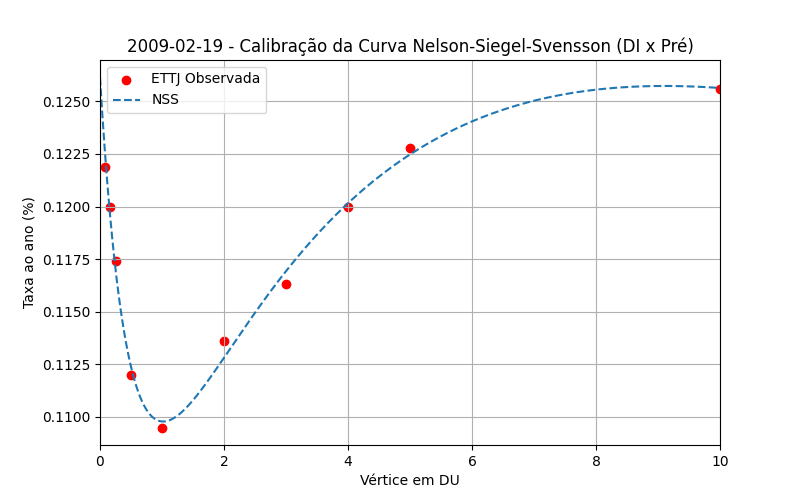 2009-02-19 - Calibração da Curva Nelson-Siegel-Svensson (DI x Pré)
ETTJ Observada
NSS
Taxa ao ano (%)
0.1250
0.1225
0.1200
0.1175
0.1150
0.1125
0.1100
0 2 4 6 8 10
Vértice em DU